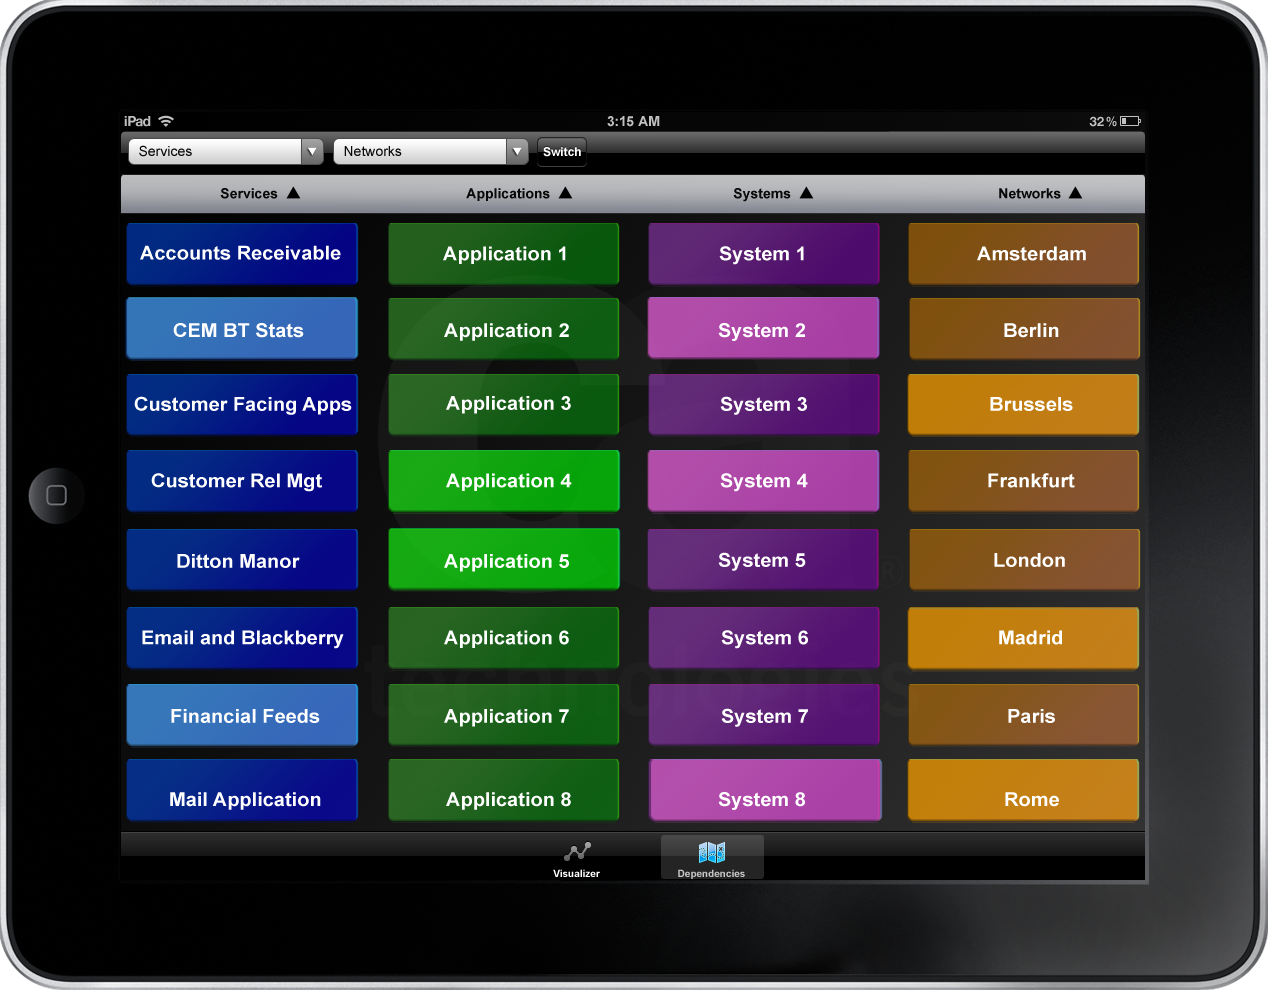 iPad 3:15 AM 32%
Services Networks Switch
Services Applications Systems Networks
Accounts Receivable Application 1 System 1 Amsterdam
CEM BT Stats Application 2 System 2 Berlin
Customer Facing Apps Application 3 System 3 Brussels
Customer Rel Mgt Application 4 System 4 Frankfurt
Ditton Manor Application 5 System 5 London
Email and Blackberry Application 6 System 6 Madrid
technologies
Financial Feeds Application 7 System 7 Paris
Mail Application Application 8 System 8 Rome
Visualizer Dependencies